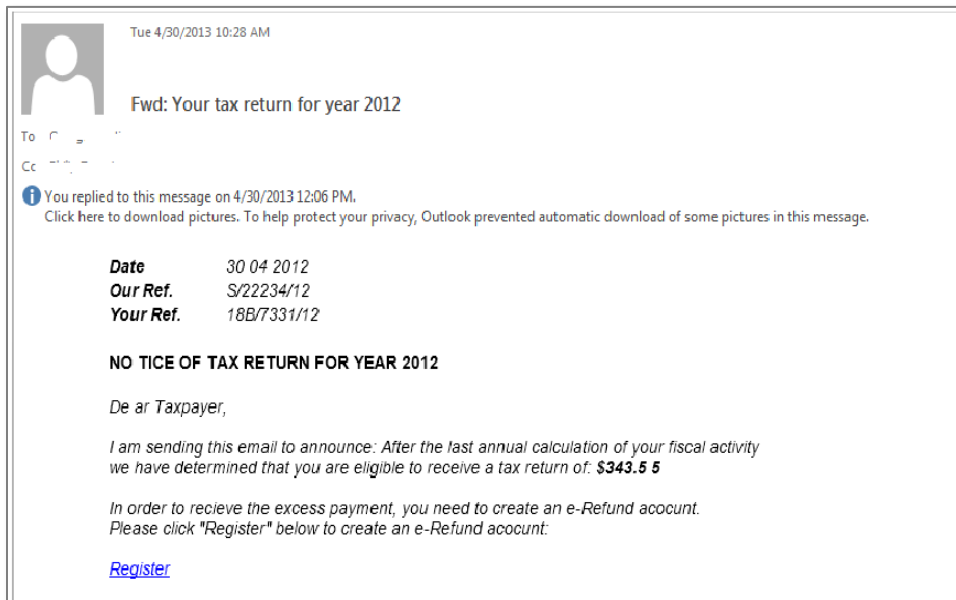 Tue 4/30/2013 10:28 AM
Fwd: Your tax return for year 2012
To
Cc
You replied to this message on 4/30/2013 12:06 PM.
Click here to download pictures. To help protect your privacy, Outlook prevented automatic download of some pictures in this message.
Date 30 04 2012
Our Ref. S/22234/12
Your Ref. 18B/7331/12
NO TICE OF TAX RETURN FOR YEAR 2012
De ar Taxpayer,
I am sending this email to announce: After the last annual calculation of your fiscal activity
we have determined that you are eligible to receive a tax return of: $343.5 5
In order to recieve the excess payment, you need to create an e-Refund acocunt.
Please click "Register" below to create an e-Refund acocunt:
Register